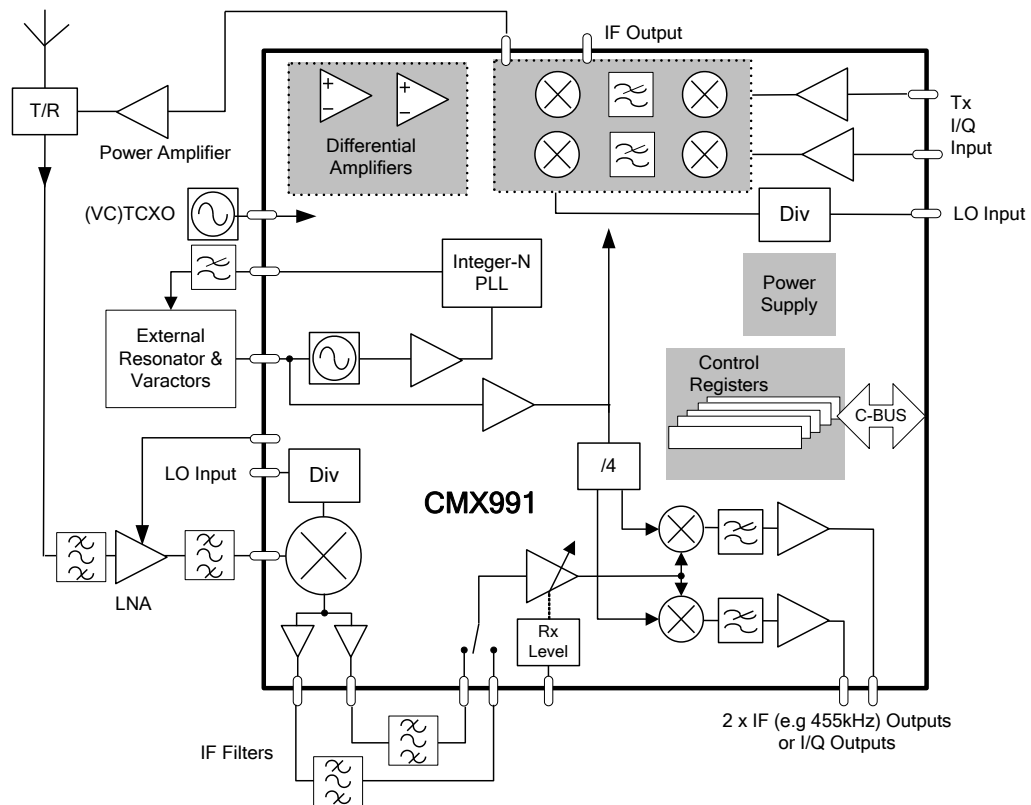 IF Output
T/R
Power Amplifier
+
−
+
−
Differential
Amplifiers
Tx
I/Q
Input
(VC)TCXO
Div
LO Input
Integer-N
PLL
Power
Supply
External
Resonator &
Varactors
Control
Registers
C-BUS
LO Input
Div
/4
CMX991
LNA
Rx
Level
IF Filters
2 x IF (e.g 455kHz) Outputs
or I/Q Outputs